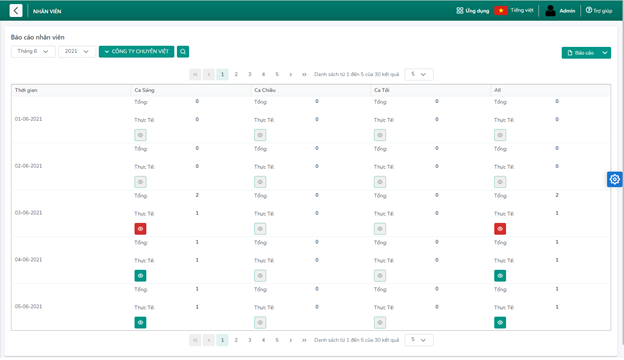 NHÂN VIÊN Ứng dụng Tiếng việt Admin Trợ giúp
Báo cáo nhân viên
Tháng 6 2021 CÔNG TY CHUYÊN VIỆT Báo cáo
1 2 3 4 5 Danh sách từ 1 đến 5 của 30 kết quả 5
Thời gian Ca Sáng Ca Chiều Ca Tối All
Tổng: 0 Tổng: 0 Tổng: 0 Tổng: 0
01-06-2021
Thực Tế: 0 Thực Tế: 0 Thực Tế: 0 Thực Tế: 0
Tổng: 0 Tổng: 0 Tổng: 0 Tổng: 0
02-06-2021
Thực Tế: 0 Thực Tế: 0 Thực Tế: 0 Thực Tế: 0
Tổng: 2 Tổng: 0 Tổng: 0 Tổng: 2
03-06-2021
Thực Tế: 1 Thực Tế: 0 Thực Tế: 0 Thực Tế: 1
Tổng: 1 Tổng: 0 Tổng: 0 Tổng: 1
04-06-2021
Thực Tế: 1 Thực Tế: 0 Thực Tế: 0 Thực Tế: 1
Tổng: 1 Tổng: 0 Tổng: 0 Tổng: 1
05-06-2021
Thực Tế: 1 Thực Tế: 0 Thực Tế: 0 Thực Tế: 1
1 2 3 4 5 Danh sách từ 1 đến 5 của 30 kết quả 5